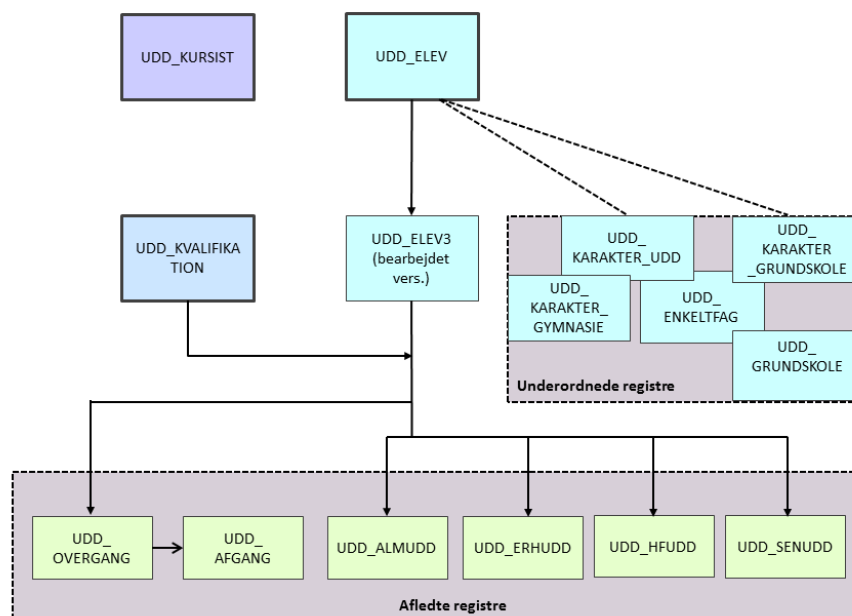 UDD_KURSIST
UDD_ELEV
UDD_KVALIFIKA
TION
UDD_ELEV3
(bearbejdet
vers.)
UDD_
KARAKTER_UDD
UDD_
KARAKTER
_GRUNDSKOLE
UDD_
KARAKTER_
GYMNASIE
UDD_
ENKELTFAG
UDD_
GRUNDSKOLE
Underordnede registre
UDD_
OVERGANG
UDD_
AFGANG
UDD_ALMUDD
UDD_ERHUDD
UDD_HFUDD
UDD_SENUDD
Afledte registre